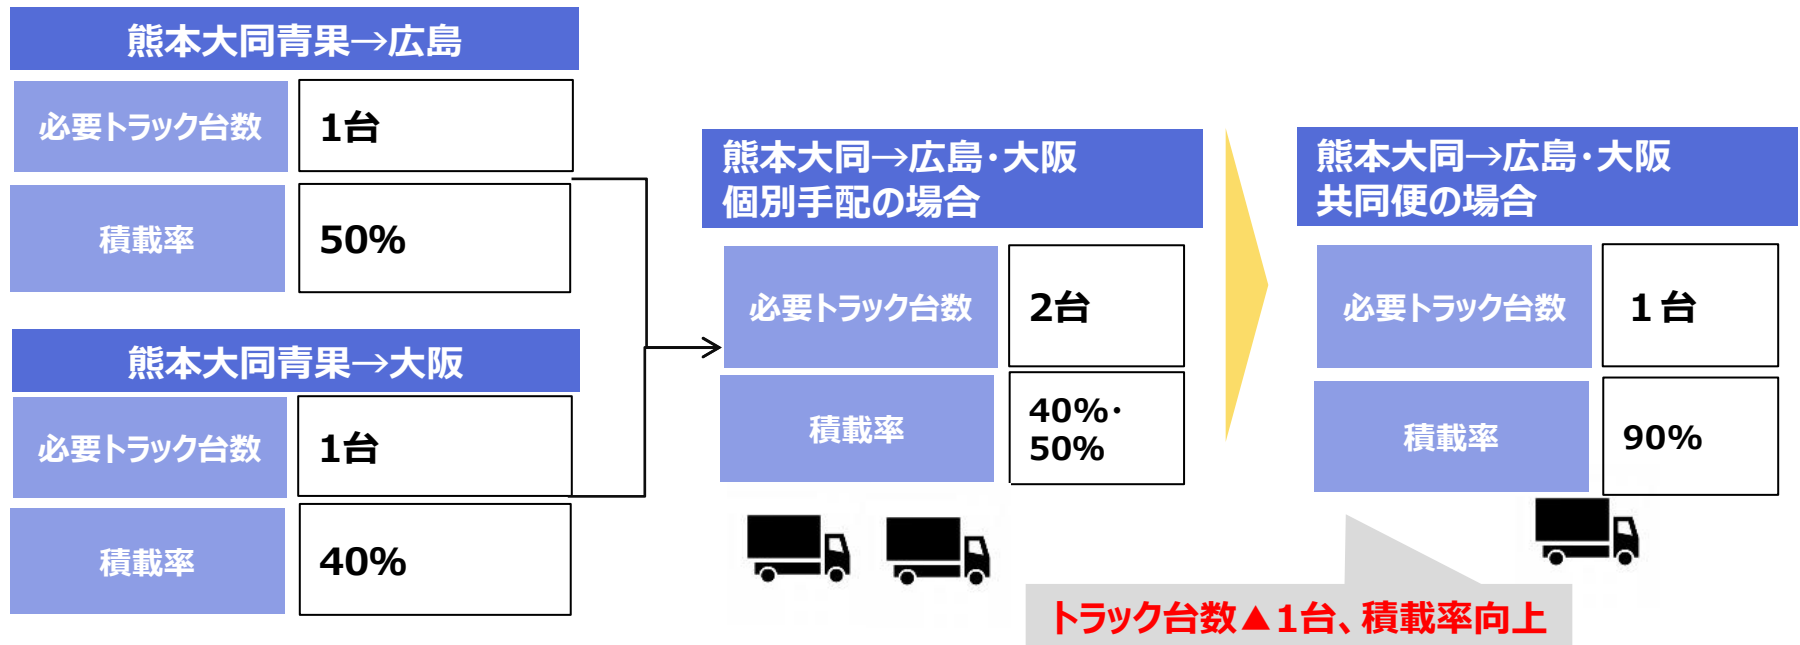 熊本大同青果→広島
必要トラック台数
1台
積載率
50%
熊本大同青果→大阪
必要トラック台数
1台
積載率
40%
熊本大同→広島・大阪
個別手配の場合
必要トラック台数
2台
積載率
40%・
50%
熊本大同→広島・大阪
共同便の場合
必要トラック台数
1台
積載率
90%
トラック台数▲1台、積載率向上